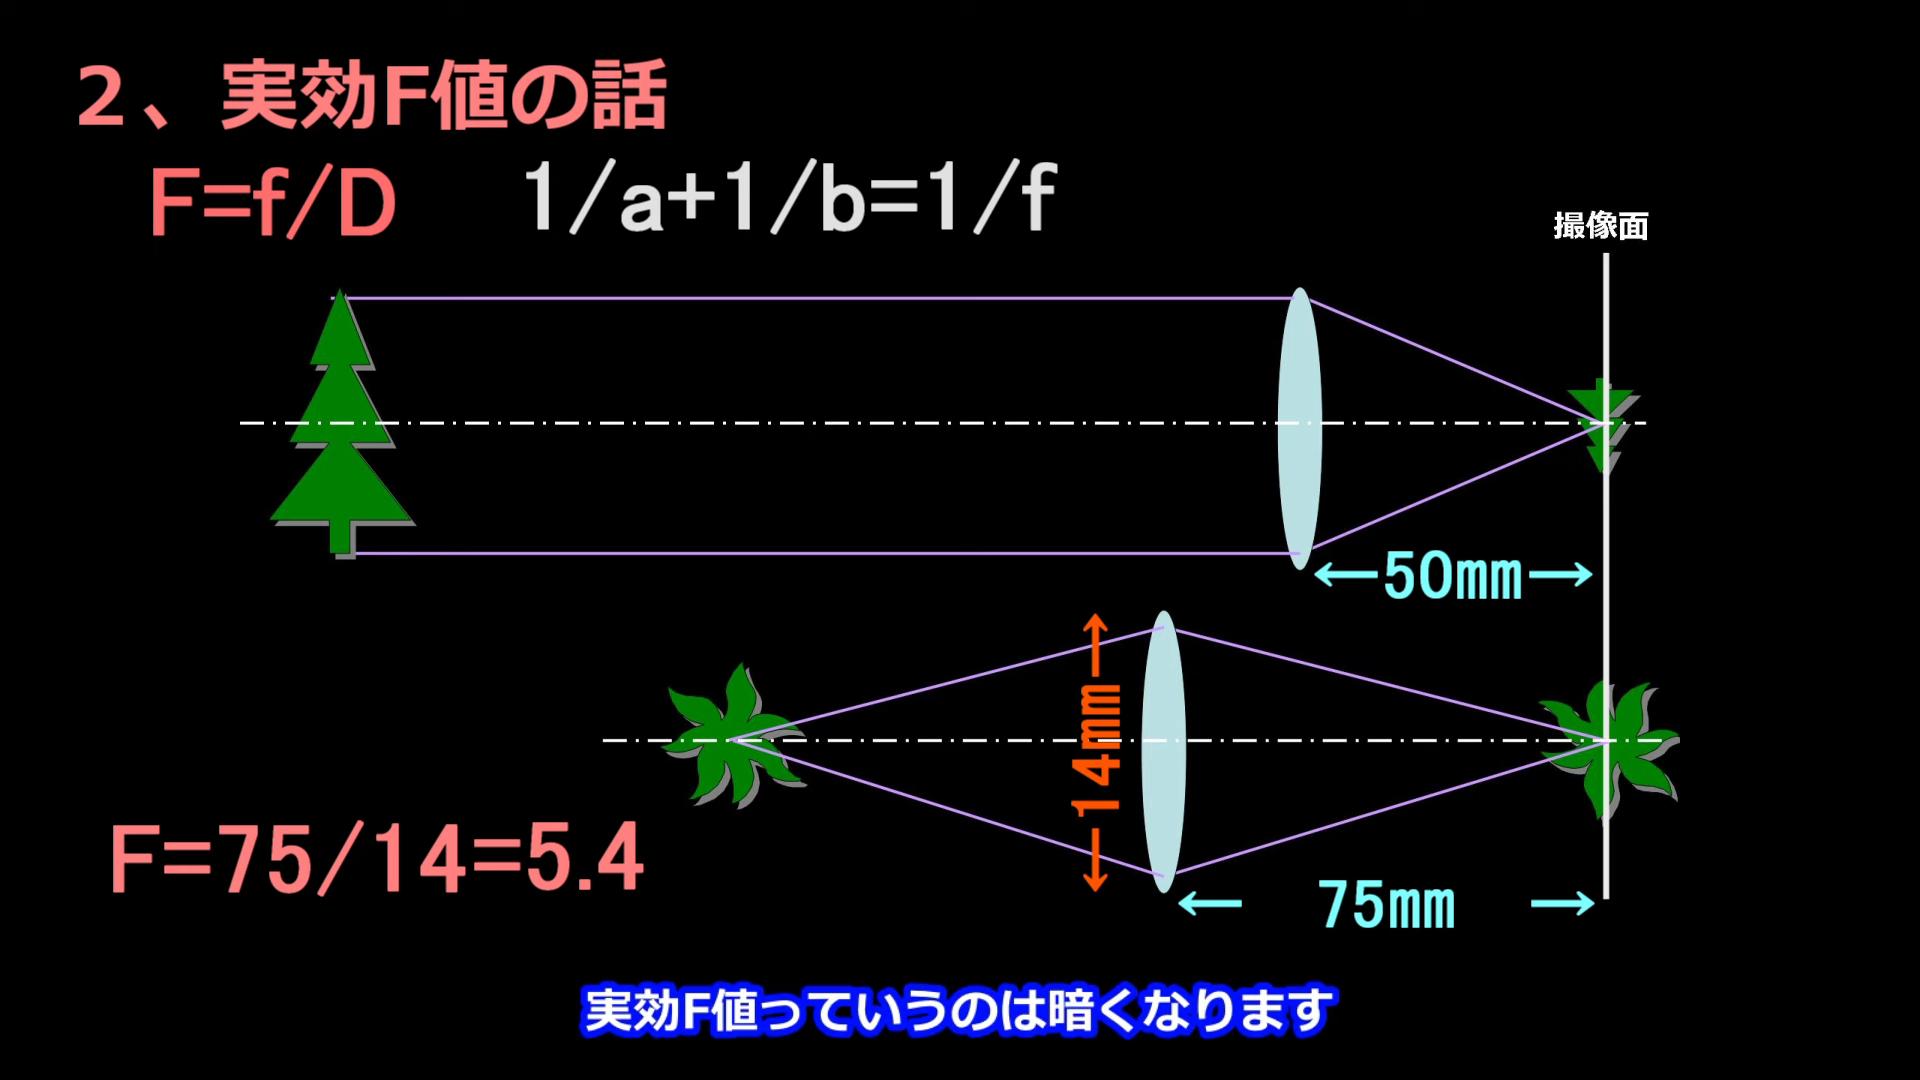 ２、実効F値の話
F=f/D 1/a+1/b=1/f
撮像面
←50mm→
←14mm→
F=75/14=5.4
← 75mm →
実効F値っていうのは暗くなります